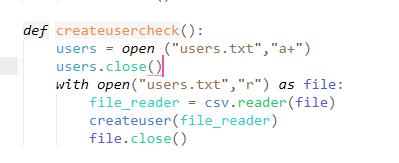 def createusercheck():
    users = open ("users.txt","a+")
    users.close()
    with open("users.txt","r") as file:
        file_reader = csv.reader(file)
        createuser(file_reader)
        file.close()